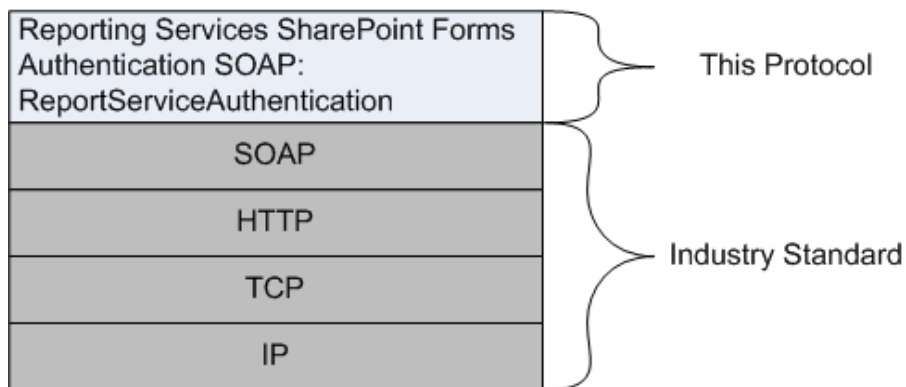 Reporting Services SharePoint Forms
Authentication SOAP:
ReportServiceAuthentication
This Protocol
SOAP
HTTP
TCP
IP
Industry Standard